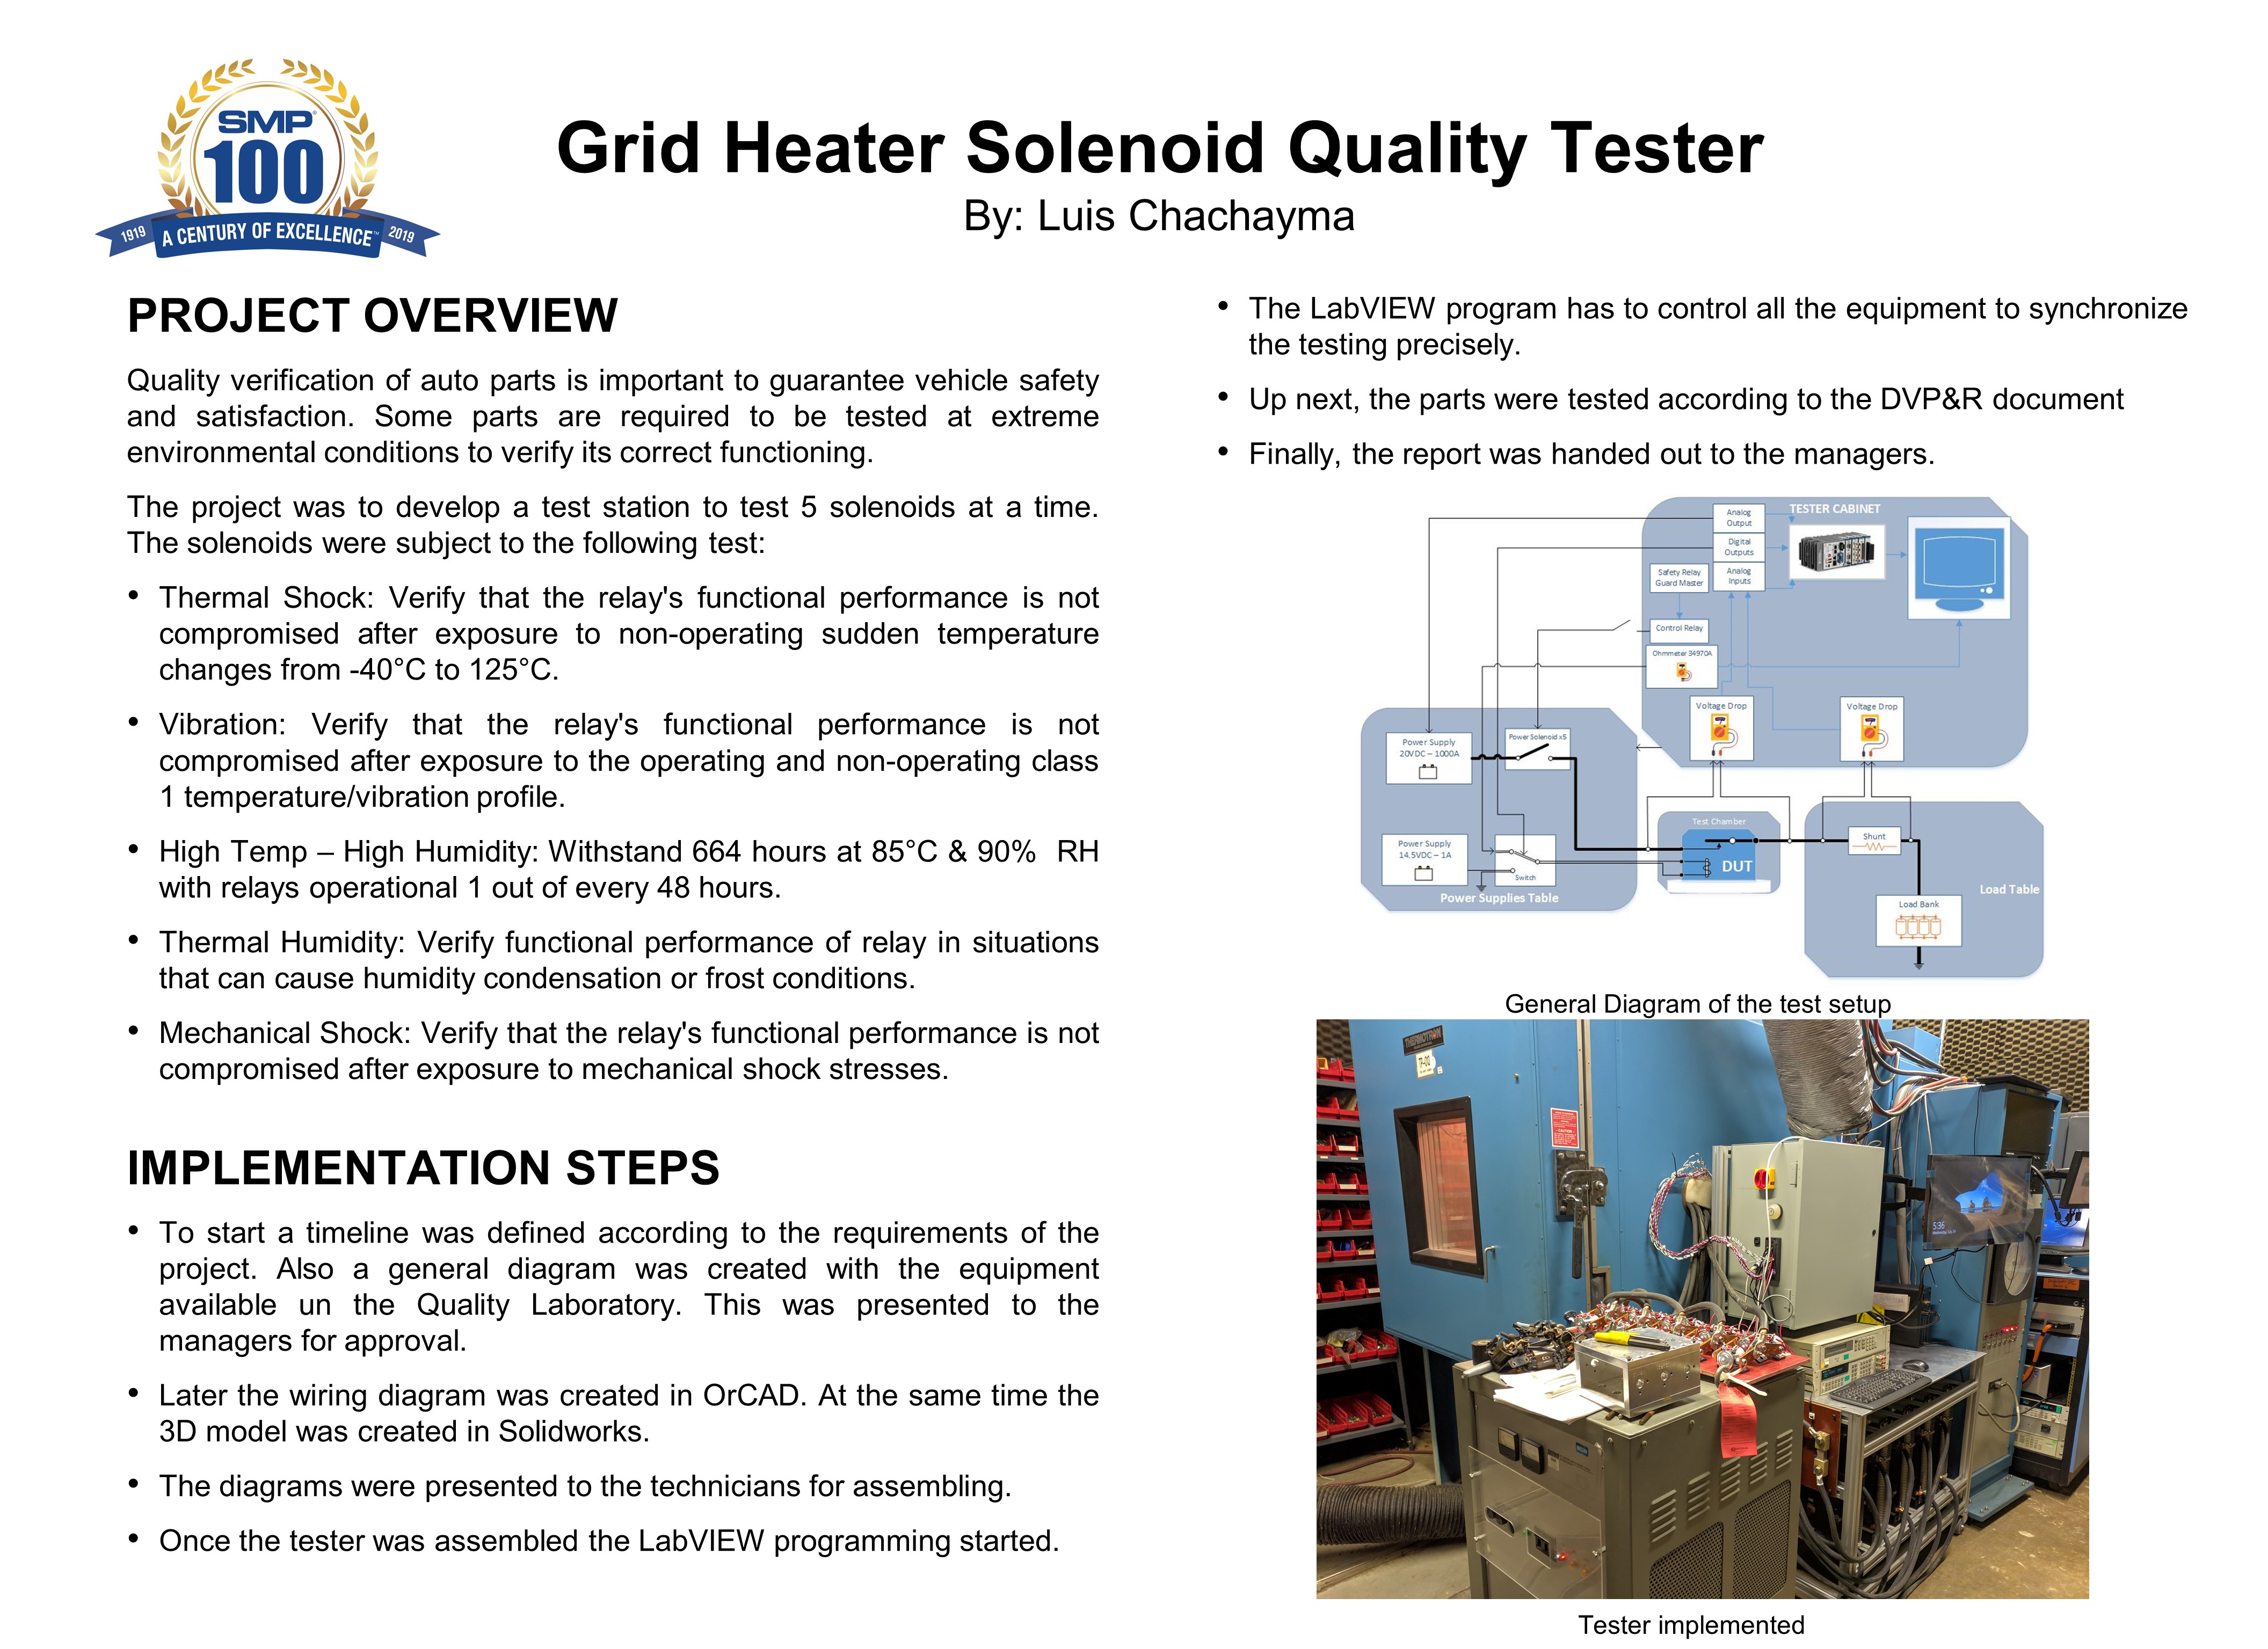 SMP
100
1919 A CENTURY OF EXCELLENCE™ 2019
Grid Heater Solenoid Quality Tester
By: Luis Chachayma
PROJECT OVERVIEW
Quality verification of auto parts is important to guarantee vehicle safety
and satisfaction. Some parts are required to be tested at extreme
environmental conditions to verify its correct functioning.
The project was to develop a test station to test 5 solenoids at a time.
The solenoids were subject to the following test:
• Thermal Shock: Verify that the relay's functional performance is not
compromised after exposure to non-operating sudden temperature
changes from -40°C to 125°C.
• Vibration: Verify that the relay's functional performance is not
compromised after exposure to the operating and non-operating class
1 temperature/vibration profile.
• High Temp – High Humidity: Withstand 664 hours at 85°C & 90% RH
with relays operational 1 out of every 48 hours.
• Thermal Humidity: Verify functional performance of relay in situations
that can cause humidity condensation or frost conditions.
• Mechanical Shock: Verify that the relay's functional performance is not
compromised after exposure to mechanical shock stresses.
IMPLEMENTATION STEPS
• To start a timeline was defined according to the requirements of the
project. Also a general diagram was created with the equipment
available un the Quality Laboratory. This was presented to the
managers for approval.
• Later the wiring diagram was created in OrCAD. At the same time the
3D model was created in Solidworks.
• The diagrams were presented to the technicians for assembling.
• Once the tester was assembled the LabVIEW programming started.
• The LabVIEW program has to control all the equipment to synchronize
the testing precisely.
• Up next, the parts were tested according to the DVP&R document
• Finally, the report was handed out to the managers.
TESTER CABINET
Analog
Output
Digital
Outputs
Analog
Inputs
Safety Relay
Guard Master
Control Relay
Ohmmeter 34970A
Voltage Drop
Voltage Drop
Power Supply
20VDC – 1000A
Power Solenoid x5
Power Supply
14.5VDC – 1A
Switch
Power Supplies Table
Test Chamber
DUT
Shunt
Load Table
Load Bank
General Diagram of the test setup
THERMOTRON
CAUTION
5:36
Tester implemented